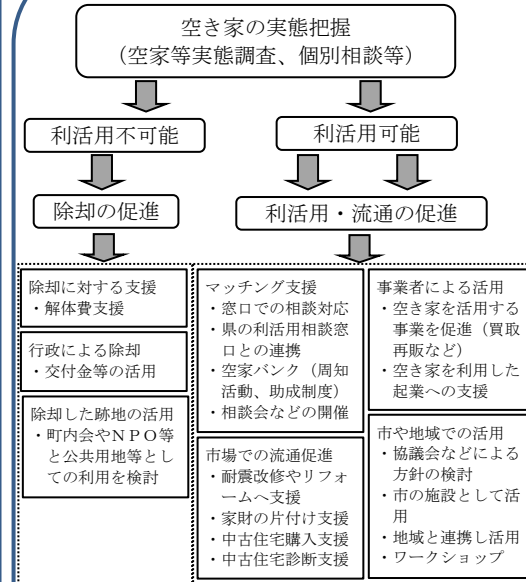 空き家の実態把握
（空家等実態調査、個別相談等）
利活用不可能
利活用可能
除却の促進
利活用・流通の促進
除却に対する支援
・解体費支援
行政による除却
・交付金等の活用
除却した跡地の活用
・町内会やＮＰＯ等
と公共用地等とし
ての利用を検討
マッチング支援
・窓口での相談対応
・県の利活用相談窓
口との連携
・空家バンク（周知
活動、助成制度）
・相談会などの開催
市場での流通促進
・耐震改修やリフォ
ームへ支援
・家財の片付け支援
・中古住宅購入支援
・中古住宅診断支援
事業者による活用
・空き家を活用する
事業を促進（買取
再販など）
・空き家を利用した
起業への支援
市や地域での活用
・協議会などによる
方針の検討
・市の施設として活
用
・地域と連携し活用
・ワークショップ